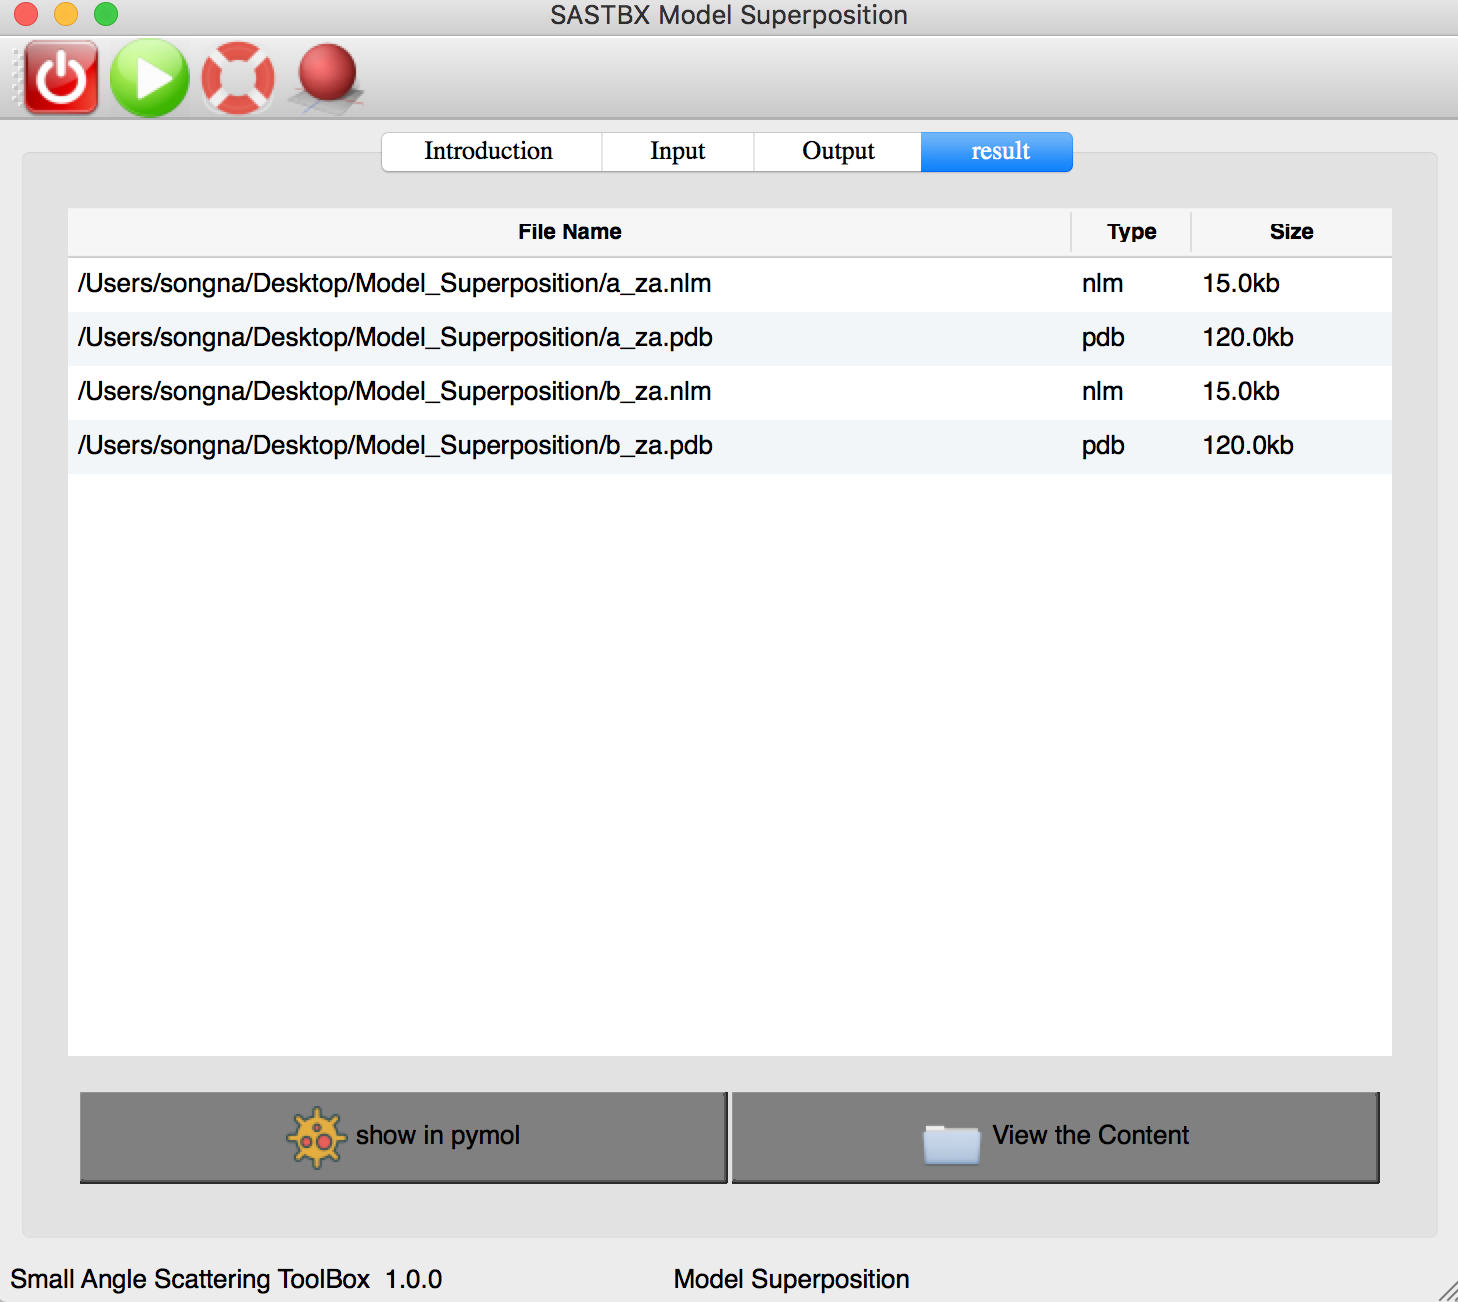 SASTBX Model Superposition
Introduction Input Output result
File Name Type Size
/Users/songna/Desktop/Model_Superposition/a_za.nlm nlm 15.0kb
/Users/songna/Desktop/Model_Superposition/a_za.pdb pdb 120.0kb
/Users/songna/Desktop/Model_Superposition/b_za.nlm nlm 15.0kb
/Users/songna/Desktop/Model_Superposition/b_za.pdb pdb 120.0kb
show in pymol View the Content
Small Angle Scattering ToolBox 1.0.0 Model Superposition